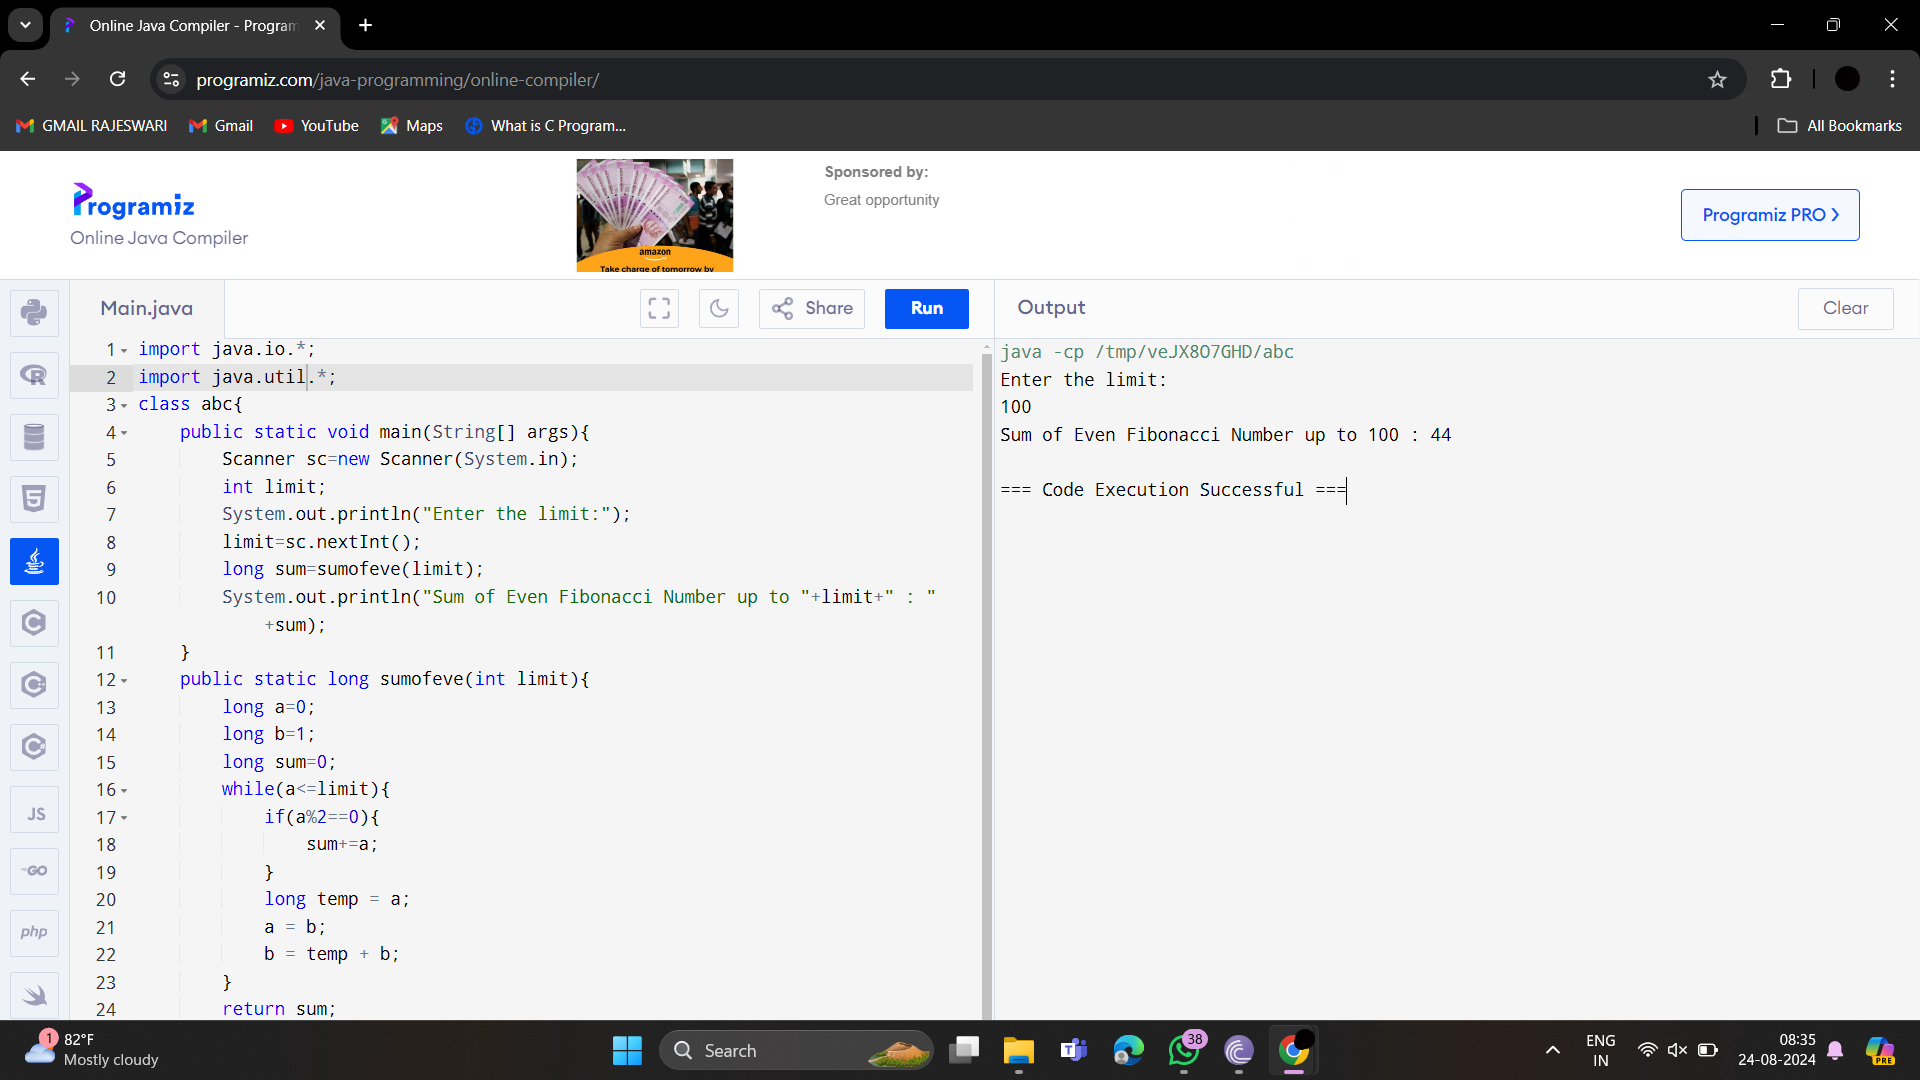 Online Java Compiler - Program
programiz.com/java-programming/online-compiler/
GMAIL RAJESWARI
Gmail
YouTube
Maps
What is C Program...
All Bookmarks
Programiz
Online Java Compiler
amazon
Take charge of tomorrow by
Sponsored by:
Great opportunity
Programiz PRO
Main.java
Share
Run
Output
Clear
1 import java.io.*;
2 import java.util.*;
3 class abc{
4 public static void main(String[] args){
5 Scanner sc=new Scanner(System.in);
6 int limit;
7 System.out.println("Enter the limit:");
8 limit=sc.nextInt();
9 long sum=sumofeve(limit);
10 System.out.println("Sum of Even Fibonacci Number up to "+limit+" : "
+sum);
11 }
12 public static long sumofeve(int limit){
13 long a=0;
14 long b=1;
15 long sum=0;
16 while(a<=limit){
17 if(a%2==0){
18 sum+=a;
19 }
20 long temp = a;
21 a = b;
22 b = temp + b;
23 }
24 return sum;
java -cp /tmp/veJX8O7GHD/abc
Enter the limit:
100
Sum of Even Fibonacci Number up to 100 : 44
=== Code Execution Successful ===
JS
GO
php
1
82°F
Mostly cloudy
Search
38
ENG
IN
08:35
24-08-2024
PRE